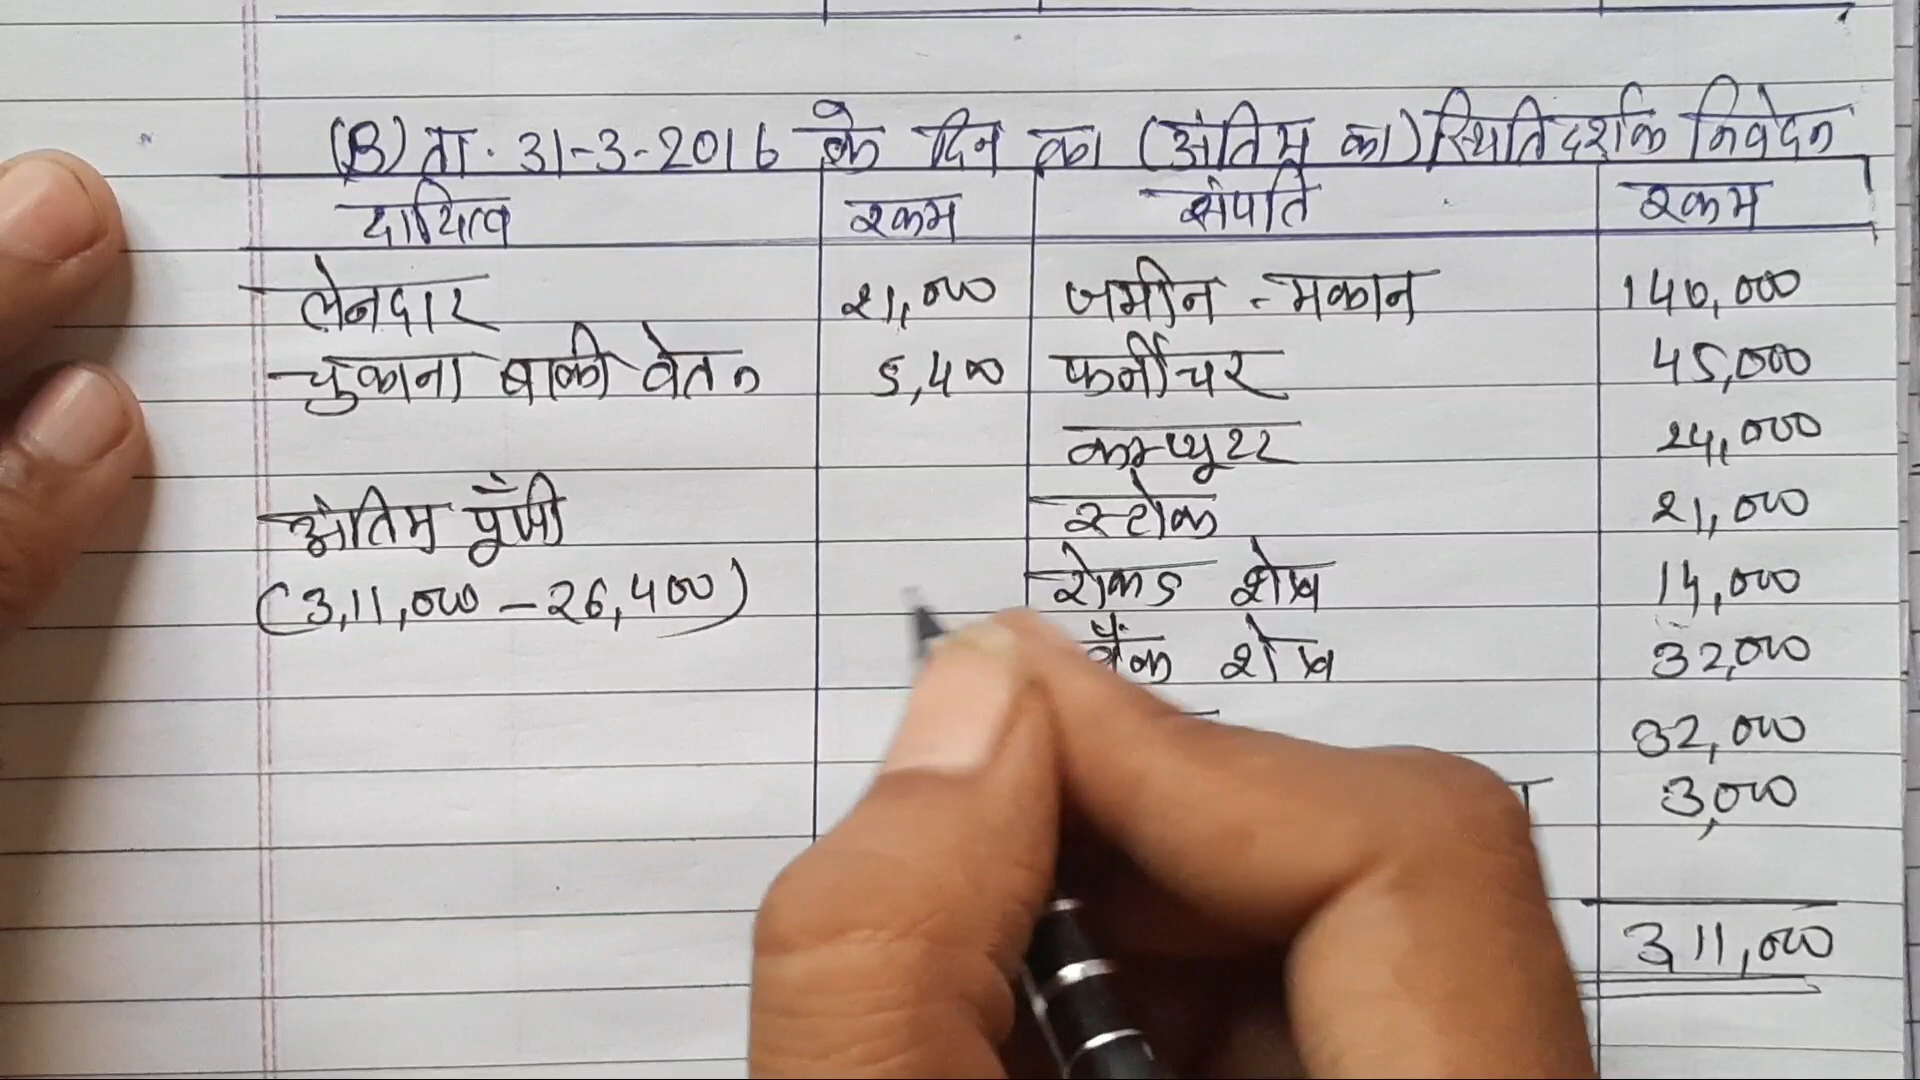 (B) ता. 31-3-2016 के दिन का (अंतिम का) स्थितिदर्शक निवेदन
दायित्व रकम संपति रकम
लेनदार 21,000 जमीन - मकान 140,000
चुकाना बाकी वेतन 5,400 फर्नीचर 45,000
कम्प्यूटर 24,000
अंतिम पूँजी स्टोक 21,000
(3,11,000 - 26,400) रोकड शेष 14,000
बैंक शेष 32,000
32,000
3,000
3,11,000